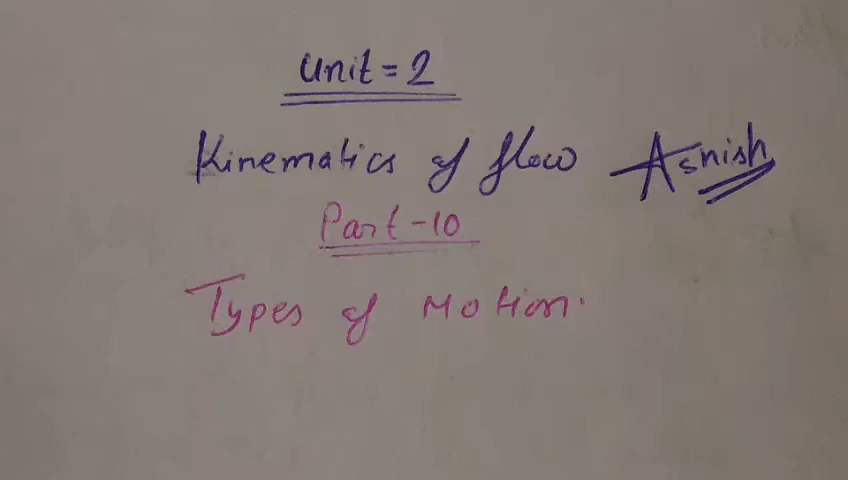 Unit = 2
Kinematics of flow Asnish
Part-10
Types of Motion.